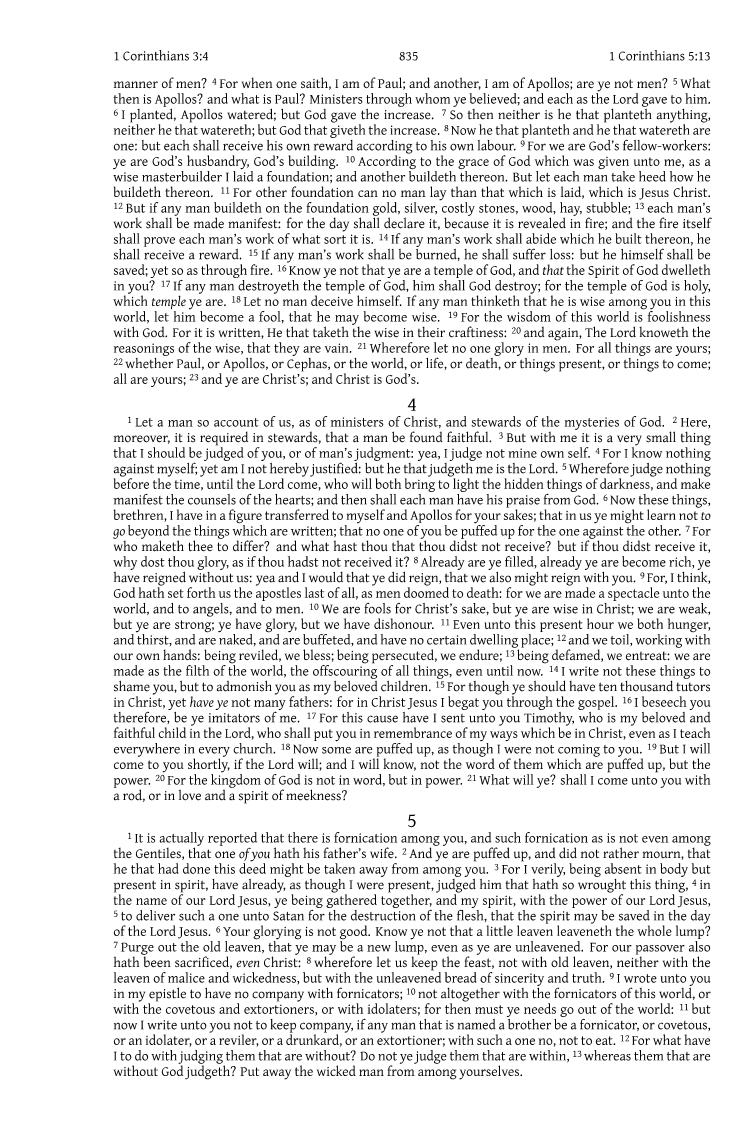 1 Corinthians 3:4 835 1 Corinthians 5:13
manner of men? 4 For when one saith, I am of Paul; and another, I am of Apollos; are ye not men? 5 What
then is Apollos? and what is Paul? Ministers through whom ye believed; and each as the Lord gave to him.
6 I planted, Apollos watered; but God gave the increase. 7 So then neither is he that planteth anything,
neither he that watereth; but God that giveth the increase. 8 Now he that planteth and he that watereth are
one: but each shall receive his own reward according to his own labour. 9 For we are God’s fellow-workers:
ye are God’s husbandry, God’s building. 10 According to the grace of God which was given unto me, as a
wise masterbuilder I laid a foundation; and another buildeth thereon. But let each man take heed how he
buildeth thereon. 11 For other foundation can no man lay than that which is laid, which is Jesus Christ.
12 But if any man buildeth on the foundation gold, silver, costly stones, wood, hay, stubble; 13 each man’s
work shall be made manifest: for the day shall declare it, because it is revealed in fire; and the fire itself
shall prove each man’s work of what sort it is. 14 If any man’s work shall abide which he built thereon, he
shall receive a reward. 15 If any man’s work shall be burned, he shall suffer loss: but he himself shall be
saved; yet so as through fire. 16 Know ye not that ye are a temple of God, and that the Spirit of God dwelleth
in you? 17 If any man destroyeth the temple of God, him shall God destroy; for the temple of God is holy,
which temple ye are. 18 Let no man deceive himself. If any man thinketh that he is wise among you in this
world, let him become a fool, that he may become wise. 19 For the wisdom of this world is foolishness
with God. For it is written, He that taketh the wise in their craftiness: 20 and again, The Lord knoweth the
reasonings of the wise, that they are vain. 21 Wherefore let no one glory in men. For all things are yours;
22 whether Paul, or Apollos, or Cephas, or the world, or life, or death, or things present, or things to come;
all are yours; 23 and ye are Christ’s; and Christ is God’s.
4
1 Let a man so account of us, as of ministers of Christ, and stewards of the mysteries of God. 2 Here,
moreover, it is required in stewards, that a man be found faithful. 3 But with me it is a very small thing
that I should be judged of you, or of man’s judgment: yea, I judge not mine own self. 4 For I know nothing
against myself; yet am I not hereby justified: but he that judgeth me is the Lord. 5 Wherefore judge nothing
before the time, until the Lord come, who will both bring to light the hidden things of darkness, and make
manifest the counsels of the hearts; and then shall each man have his praise from God. 6 Now these things,
brethren, I have in a figure transferred to myself and Apollos for your sakes; that in us ye might learn not to
go beyond the things which are written; that no one of you be puffed up for the one against the other. 7 For
who maketh thee to differ? and what hast thou that thou didst not receive? but if thou didst receive it,
why dost thou glory, as if thou hadst not received it? 8 Already are ye filled, already ye are become rich, ye
have reigned without us: yea and I would that ye did reign, that we also might reign with you. 9 For, I think,
God hath set forth us the apostles last of all, as men doomed to death: for we are made a spectacle unto the
world, and to angels, and to men. 10 We are fools for Christ’s sake, but ye are wise in Christ; we are weak,
but ye are strong; ye have glory, but we have dishonour. 11 Even unto this present hour we both hunger,
and thirst, and are naked, and are buffeted, and have no certain dwelling place; 12 and we toil, working with
our own hands: being reviled, we bless; being persecuted, we endure; 13 being defamed, we entreat: we are
made as the filth of the world, the offscouring of all things, even until now. 14 I write not these things to
shame you, but to admonish you as my beloved children. 15 For though ye should have ten thousand tutors
in Christ, yet have ye not many fathers: for in Christ Jesus I begat you through the gospel. 16 I beseech you
therefore, be ye imitators of me. 17 For this cause have I sent unto you Timothy, who is my beloved and
faithful child in the Lord, who shall put you in remembrance of my ways which be in Christ, even as I teach
everywhere in every church. 18 Now some are puffed up, as though I were not coming to you. 19 But I will
come to you shortly, if the Lord will; and I will know, not the word of them which are puffed up, but the
power. 20 For the kingdom of God is not in word, but in power. 21 What will ye? shall I come unto you with
a rod, or in love and a spirit of meekness?
5
1 It is actually reported that there is fornication among you, and such fornication as is not even among
the Gentiles, that one of you hath his father’s wife. 2 And ye are puffed up, and did not rather mourn, that
he that had done this deed might be taken away from among you. 3 For I verily, being absent in body but
present in spirit, have already, as though I were present, judged him that hath so wrought this thing, 4 in
the name of our Lord Jesus, ye being gathered together, and my spirit, with the power of our Lord Jesus,
5 to deliver such a one unto Satan for the destruction of the flesh, that the spirit may be saved in the day
of the Lord Jesus. 6 Your glorying is not good. Know ye not that a little leaven leaveneth the whole lump?
7 Purge out the old leaven, that ye may be a new lump, even as ye are unleavened. For our passover also
hath been sacrificed, even Christ: 8 wherefore let us keep the feast, not with old leaven, neither with the
leaven of malice and wickedness, but with the unleavened bread of sincerity and truth. 9 I wrote unto you
in my epistle to have no company with fornicators; 10 not altogether with the fornicators of this world, or
with the covetous and extortioners, or with idolaters; for then must ye needs go out of the world: 11 but
now I write unto you not to keep company, if any man that is named a brother be a fornicator, or covetous,
or an idolater, or a reviler, or a drunkard, or an extortioner; with such a one no, not to eat. 12 For what have
I to do with judging them that are without? Do not ye judge them that are within, 13 whereas them that are
without God judgeth? Put away the wicked man from among yourselves.